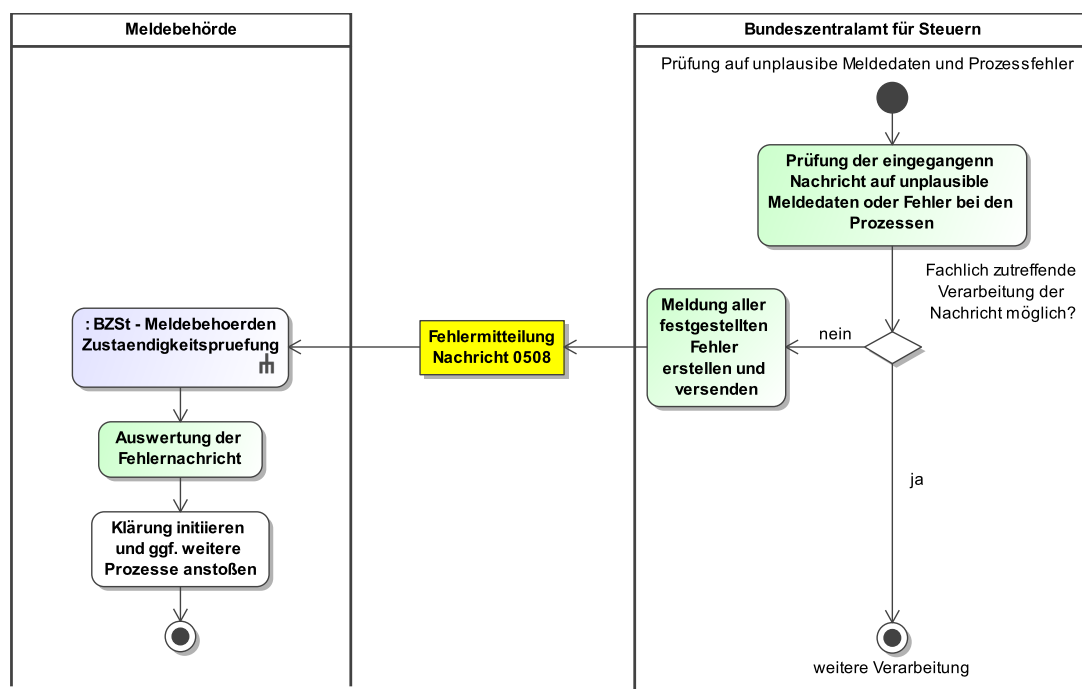 Meldebehörde
Bundeszentralamt für Steuern
Prüfung auf unplausibe Meldedaten und Prozessfehler
Prüfung der eingegangenn
Nachricht auf unplausible
Meldedaten oder Fehler bei den
Prozessen
Fachlich zutreffende
Verarbeitung der
Nachricht möglich?
nein
Meldung aller
festgestellten
Fehler
erstellen und
versenden
Fehlermitteilung
Nachricht 0508
: BZSt - Meldebehoerden
Zustaendigkeitspruefung
Auswertung der
Fehlernachricht
Klärung initiieren
und ggf. weitere
Prozesse anstoßen
ja
weitere Verarbeitung